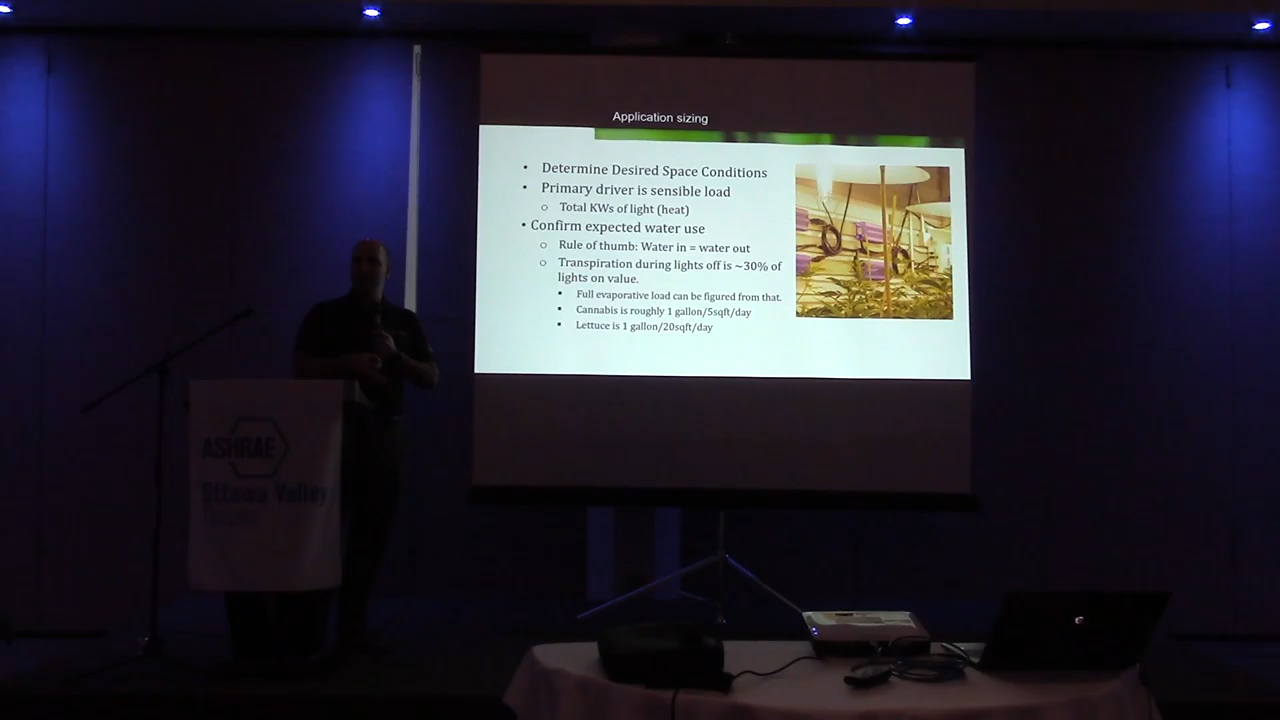 Application sizing
• Determine Desired Space Conditions
• Primary driver is sensible load
o Total KWs of light (heat)
• Confirm expected water use
o Rule of thumb: Water in = water out
o Transpiration during lights off is ~30% of
lights on value.
▪ Full evaporative load can be figured from that.
▪ Cannabis is roughly 1 gallon/5sqft/day
▪ Lettuce is 1 gallon/20sqft/day
ASHRAE
Ottawa Valley